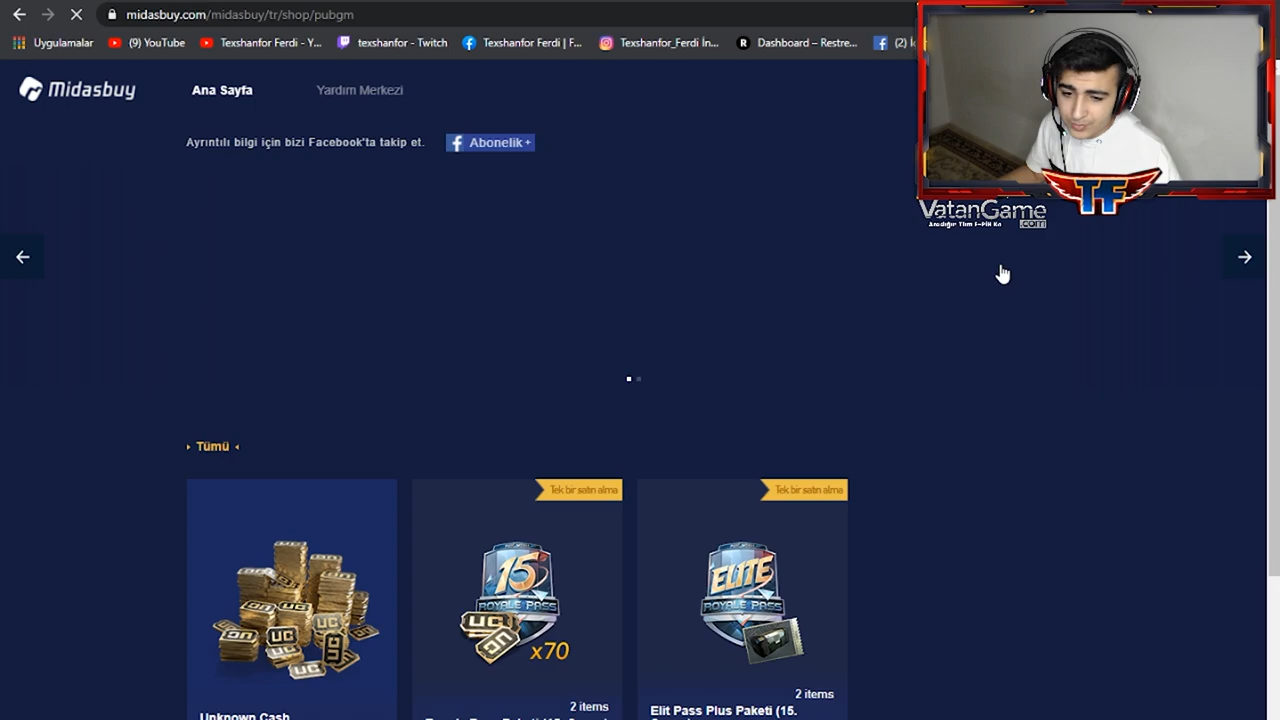 midasbuy.com/midasbuy/tr/shop/pubgm
Uygulamalar
(9) YouTube
Texshanfor Ferdi - Y...
texshanfor - Twitch
Texshanfor Ferdi | F...
Texshanfor_Ferdi İn...
Dashboard – Restre...
Midasbuy
Ana Sayfa
Yardım Merkezi
Ayrıntılı bilgi için bizi Facebook'ta takip et.
Abonelik +
TF
VatanGame
.com
Tümü
Tek bir satın alma
Tek bir satın alma
UC
15
ROYALE PASS
UC
x70
ELITE
ROYALE PASS
2 items
2 items
Unknown Cash
Elit Pass Plus Paketi (15.